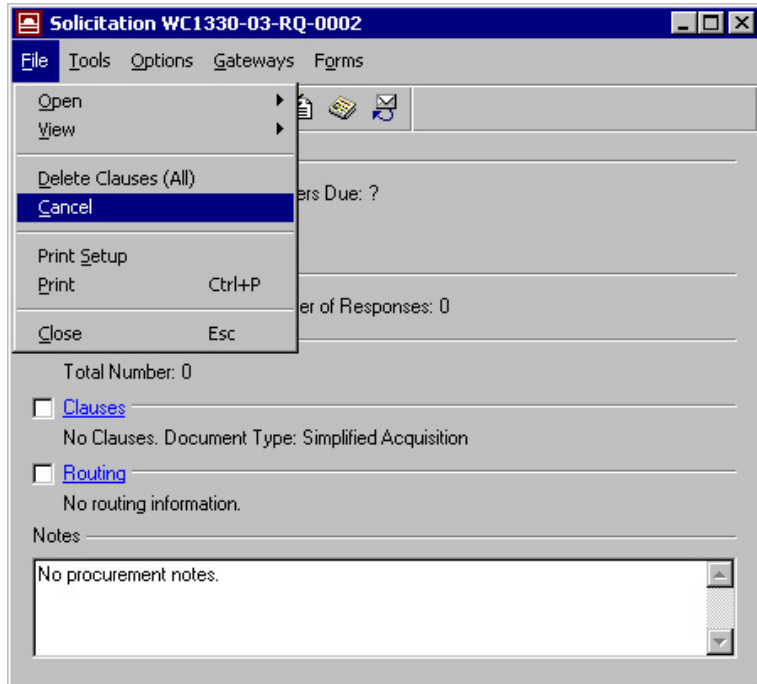 Solicitation WC1330-03-RQ-0002
File Tools Options Gateways Forms
Open
View
Delete Clauses (All)
Cancel
Print Setup
Print Ctrl+P
Close Esc
ers Due: ?
er of Responses: 0
Total Number: 0
Clauses
No Clauses. Document Type: Simplified Acquisition
Routing
No routing information.
Notes
No procurement notes.